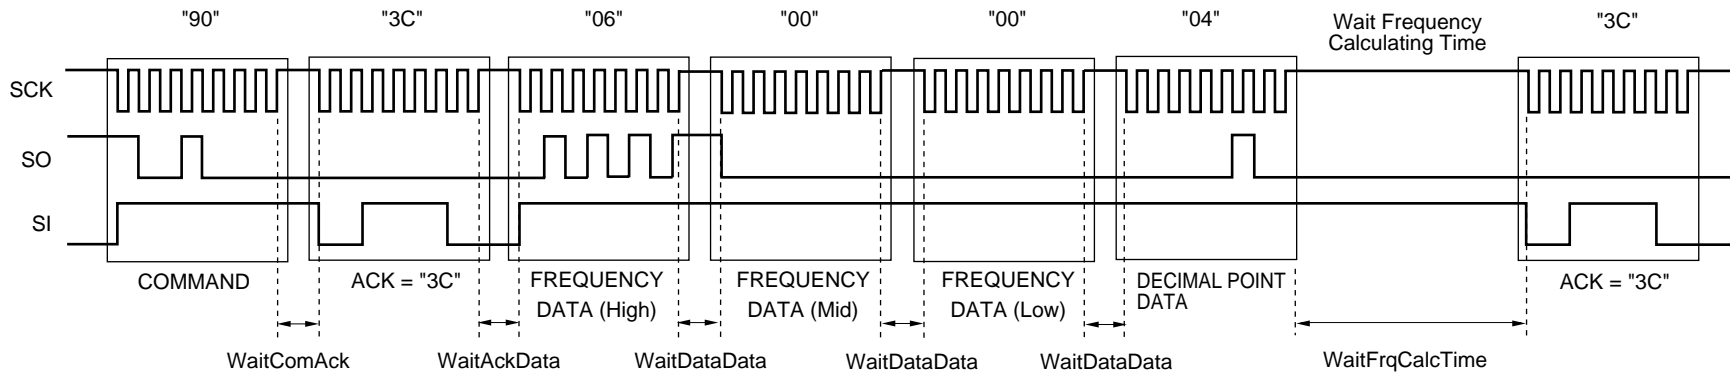 "90" "3C" "06" "00" "00" "04" Wait Frequency "3C"
Calculating Time
SCK
SO
SI
COMMAND ACK = "3C" FREQUENCY FREQUENCY FREQUENCY DECIMAL POINT ACK = "3C"
DATA (High) DATA (Mid) DATA (Low) DATA
WaitComAck WaitAckData WaitDataData WaitDataData WaitDataData WaitFrqCalcTime